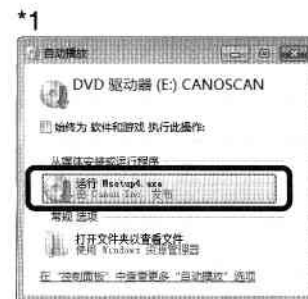 *1
自动播放
DVD 驱动器 (E:) CANOSCAN
始终为 软件和游戏 执行此操作:
从媒体安装或运行程序
运行 Msetup4.exe
由 Canon Inc. 发布
常规 选项
打开文件夹以查看文件
使用 Windows 资源管理器
在“控制面板”中查看更多“自动播放”选项